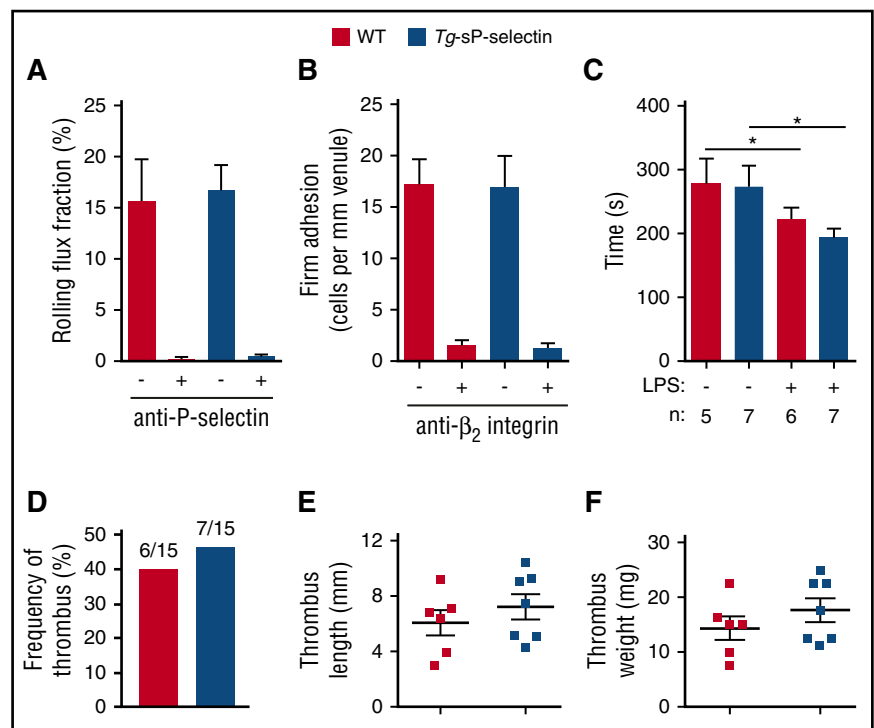 WT Tg-sP-selectin
A
Rolling flux fraction (%)
25
20
15
10
5
0
- + - +
anti-P-selectin
B
Firm adhesion
(cells per mm venule)
25
20
15
10
5
0
- + - +
anti-β2 integrin
C
Time (s)
400
300
200
100
0
* *
LPS: - - + +
n: 5 7 6 7
D
Frequency of
thrombus (%)
50
40
30
20
10
0
6/15 7/15
E
Thrombus
length (mm)
12
8
4
0
F
Thrombus
weight (mg)
30
20
10
0